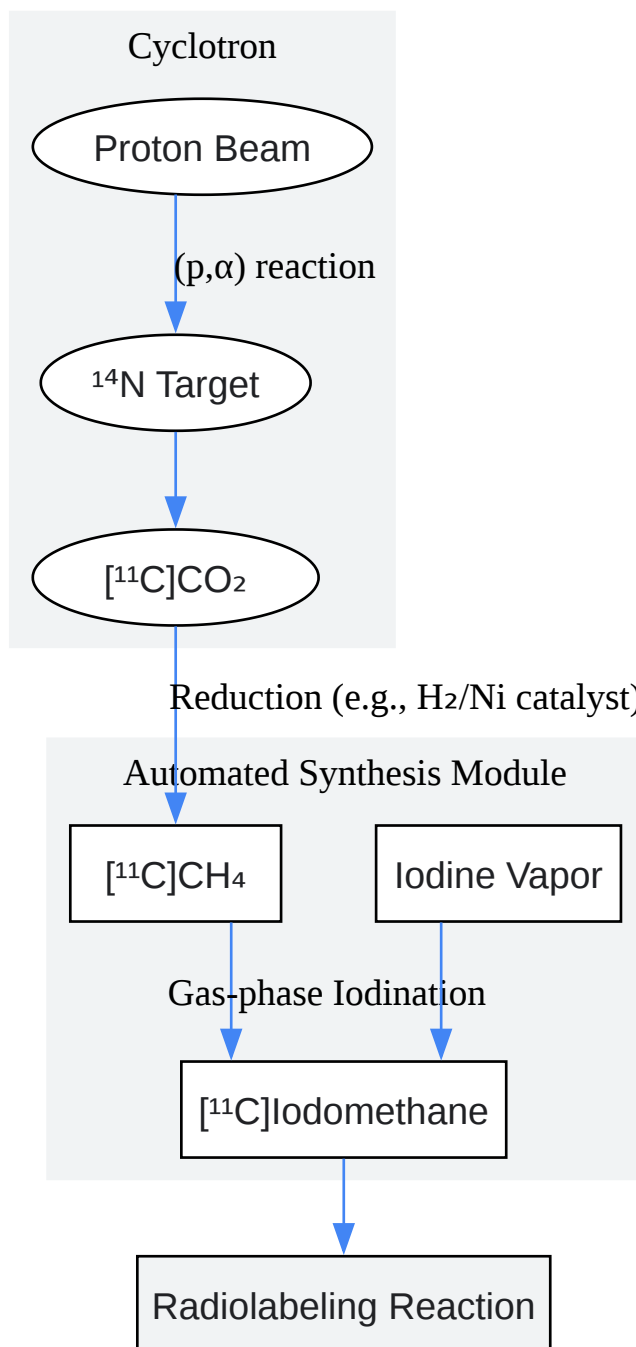 Cyclotron
Proton Beam
(p,α) reaction
¹⁴N Target
[¹¹C]CO₂
Reduction (e.g., H₂/Ni catalyst)
Automated Synthesis Module
[¹¹C]CH₄
Iodine Vapor
Gas-phase Iodination
[¹¹C]Iodomethane
Radiolabeling Reaction